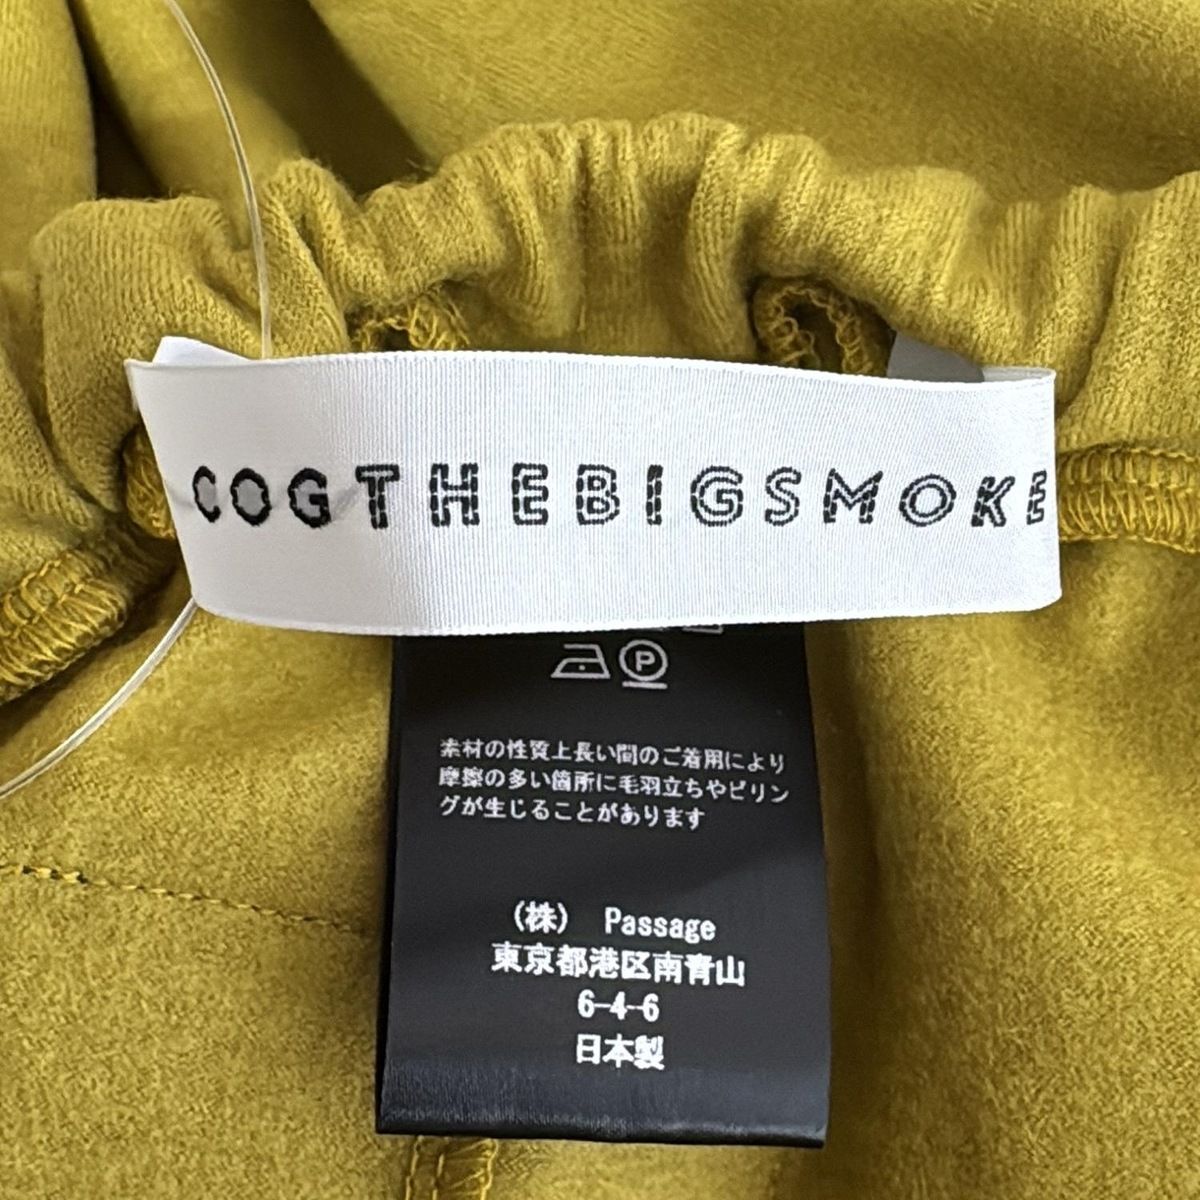 COGTHEBIGSMOKE
P
素材の性質上長い間のご着用により
摩擦の多い箇所に毛羽立ちやピリン
グが生じることがあります
(株) Passage
東京都港区南青山
6-4-6
日本製